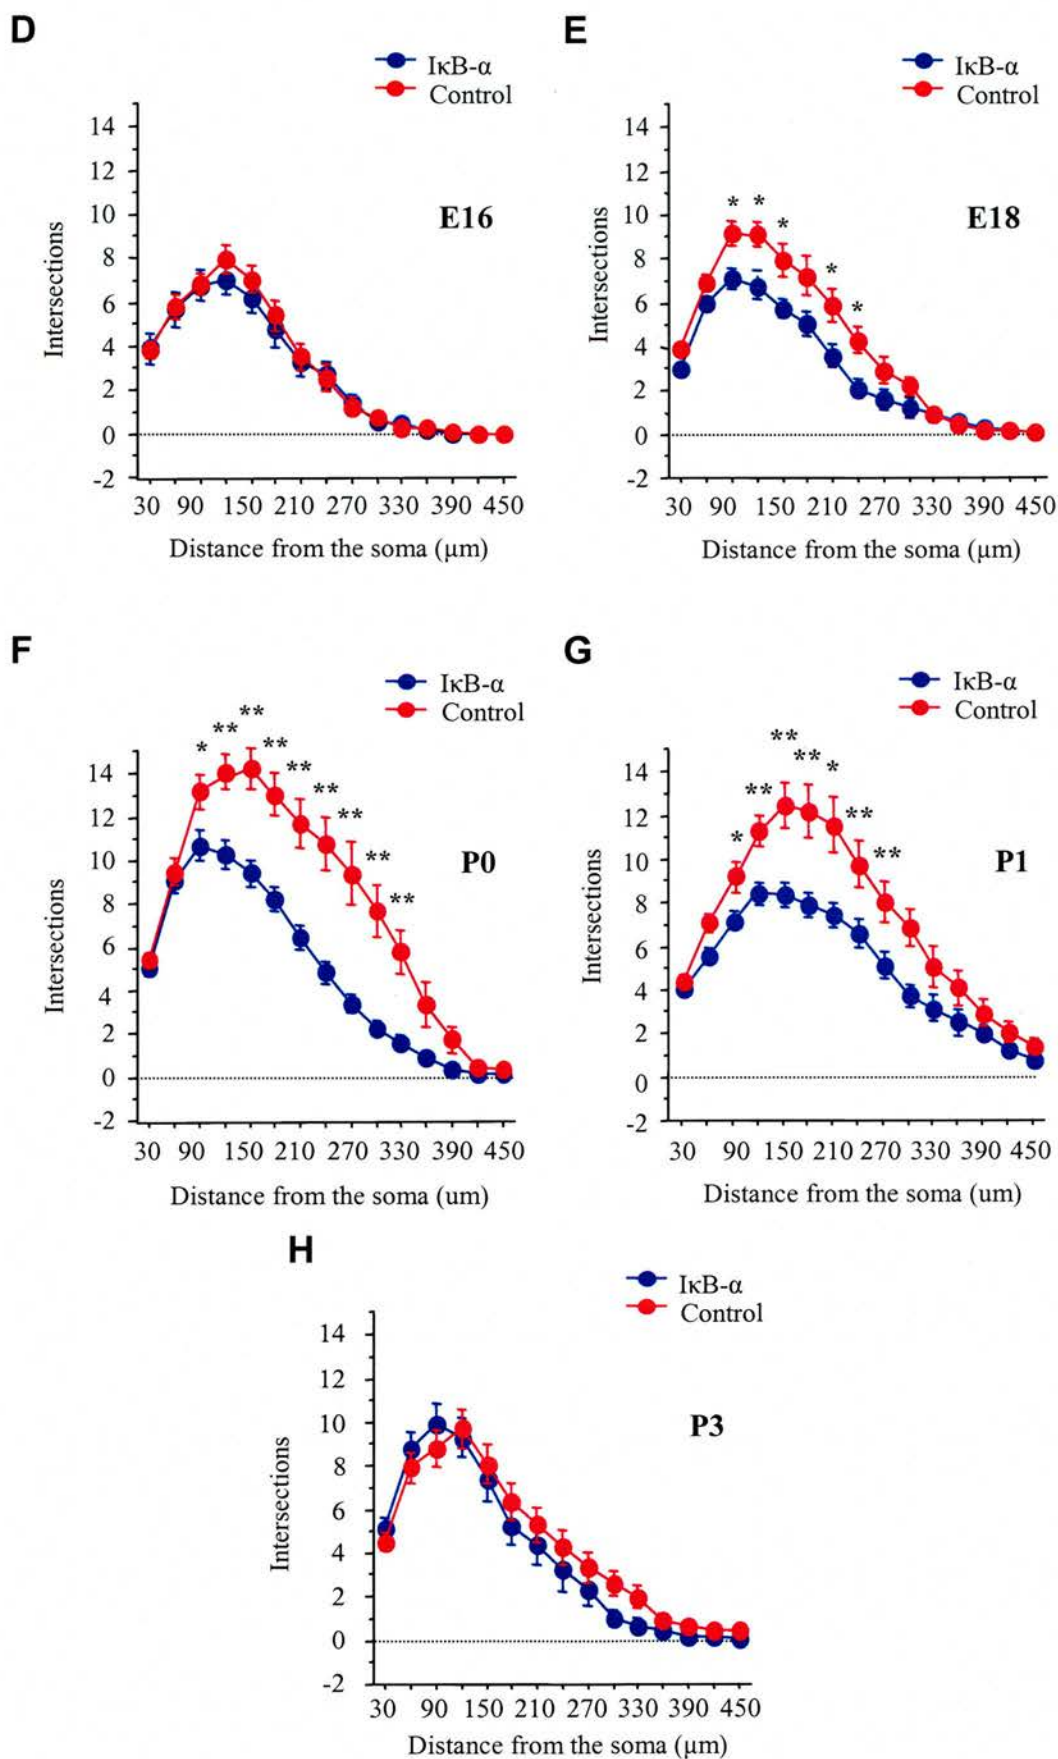 D
IκB-α
Control
14
12
10
8
6
4
2
0
-2
Intersections
E16
30 90 150 210 270 330 390 450
Distance from the soma (μm)
E
IκB-α
Control
14
12
10
8
6
4
2
0
-2
Intersections
* * * * *
E18
30 90 150 210 270 330 390 450
Distance from the soma (μm)
F
IκB-α
Control
14
12
10
8
6
4
2
0
-2
Intersections
* ** ** ** ** ** ** ** **
P0
30 90 150 210 270 330 390 450
Distance from the soma (um)
G
IκB-α
Control
14
12
10
8
6
4
2
0
-2
Intersections
* ** ** ** * ** **
P1
30 90 150 210 270 330 390 450
Distance from the soma (um)
H
IκB-α
Control
14
12
10
8
6
4
2
0
-2
Intersections
P3
30 90 150 210 270 330 390 450
Distance from the soma (μm)